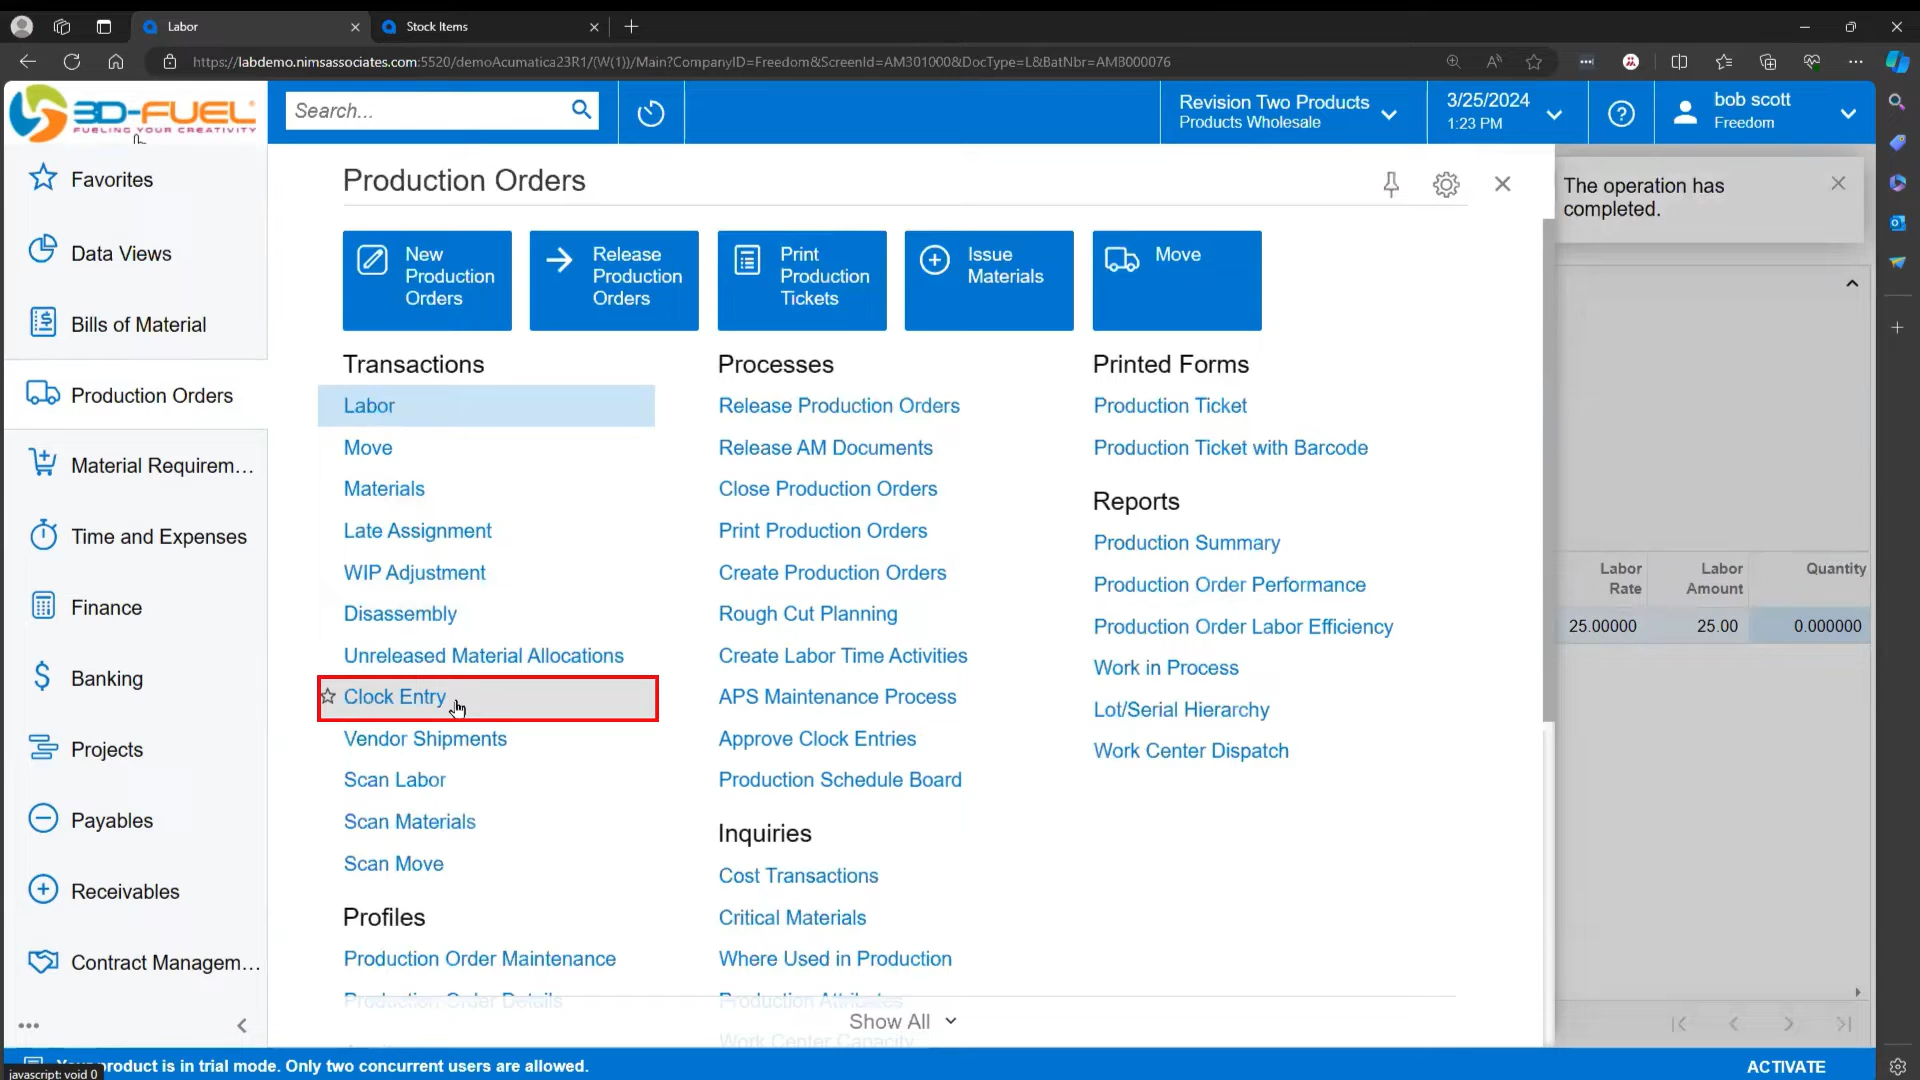 Labor
Stock Items
https://labdemo.nimsassociates.com:5520/demoAcumatica23R1/(W(1))/Main?CompanyID=Freedom&ScreenId=AM301000&DocType=L&BatNbr=AMB000076
3D-FUEL
FUELING YOUR CREATIVITY
Search...
Revision Two Products
Products Wholesale
3/25/2024
1:23 PM
bob scott
Freedom
Favorites
Data Views
Bills of Material
Production Orders
Material Requirem...
Time and Expenses
Finance
Banking
Projects
Payables
Receivables
Contract Managem...
Production Orders
New
Production
Orders
Release
Production
Orders
Print
Production
Tickets
Issue
Materials
Move
Transactions
Labor
Move
Materials
Late Assignment
WIP Adjustment
Disassembly
Unreleased Material Allocations
Clock Entry
Vendor Shipments
Scan Labor
Scan Materials
Scan Move
Profiles
Production Order Maintenance
Production Order Details
Processes
Release Production Orders
Release AM Documents
Close Production Orders
Print Production Orders
Create Production Orders
Rough Cut Planning
Create Labor Time Activities
APS Maintenance Process
Approve Clock Entries
Production Schedule Board
Inquiries
Cost Transactions
Critical Materials
Where Used in Production
Production Attributes
Work Center Capacity
Printed Forms
Production Ticket
Production Ticket with Barcode
Reports
Production Summary
Production Order Performance
Production Order Labor Efficiency
Work in Process
Lot/Serial Hierarchy
Work Center Dispatch
Show All
The operation has
completed.
Labor
Rate
Labor
Amount
Quantity
25.00000
25.00
0.000000
product is in trial mode. Only two concurrent users are allowed.
ACTIVATE
javascript: void 0